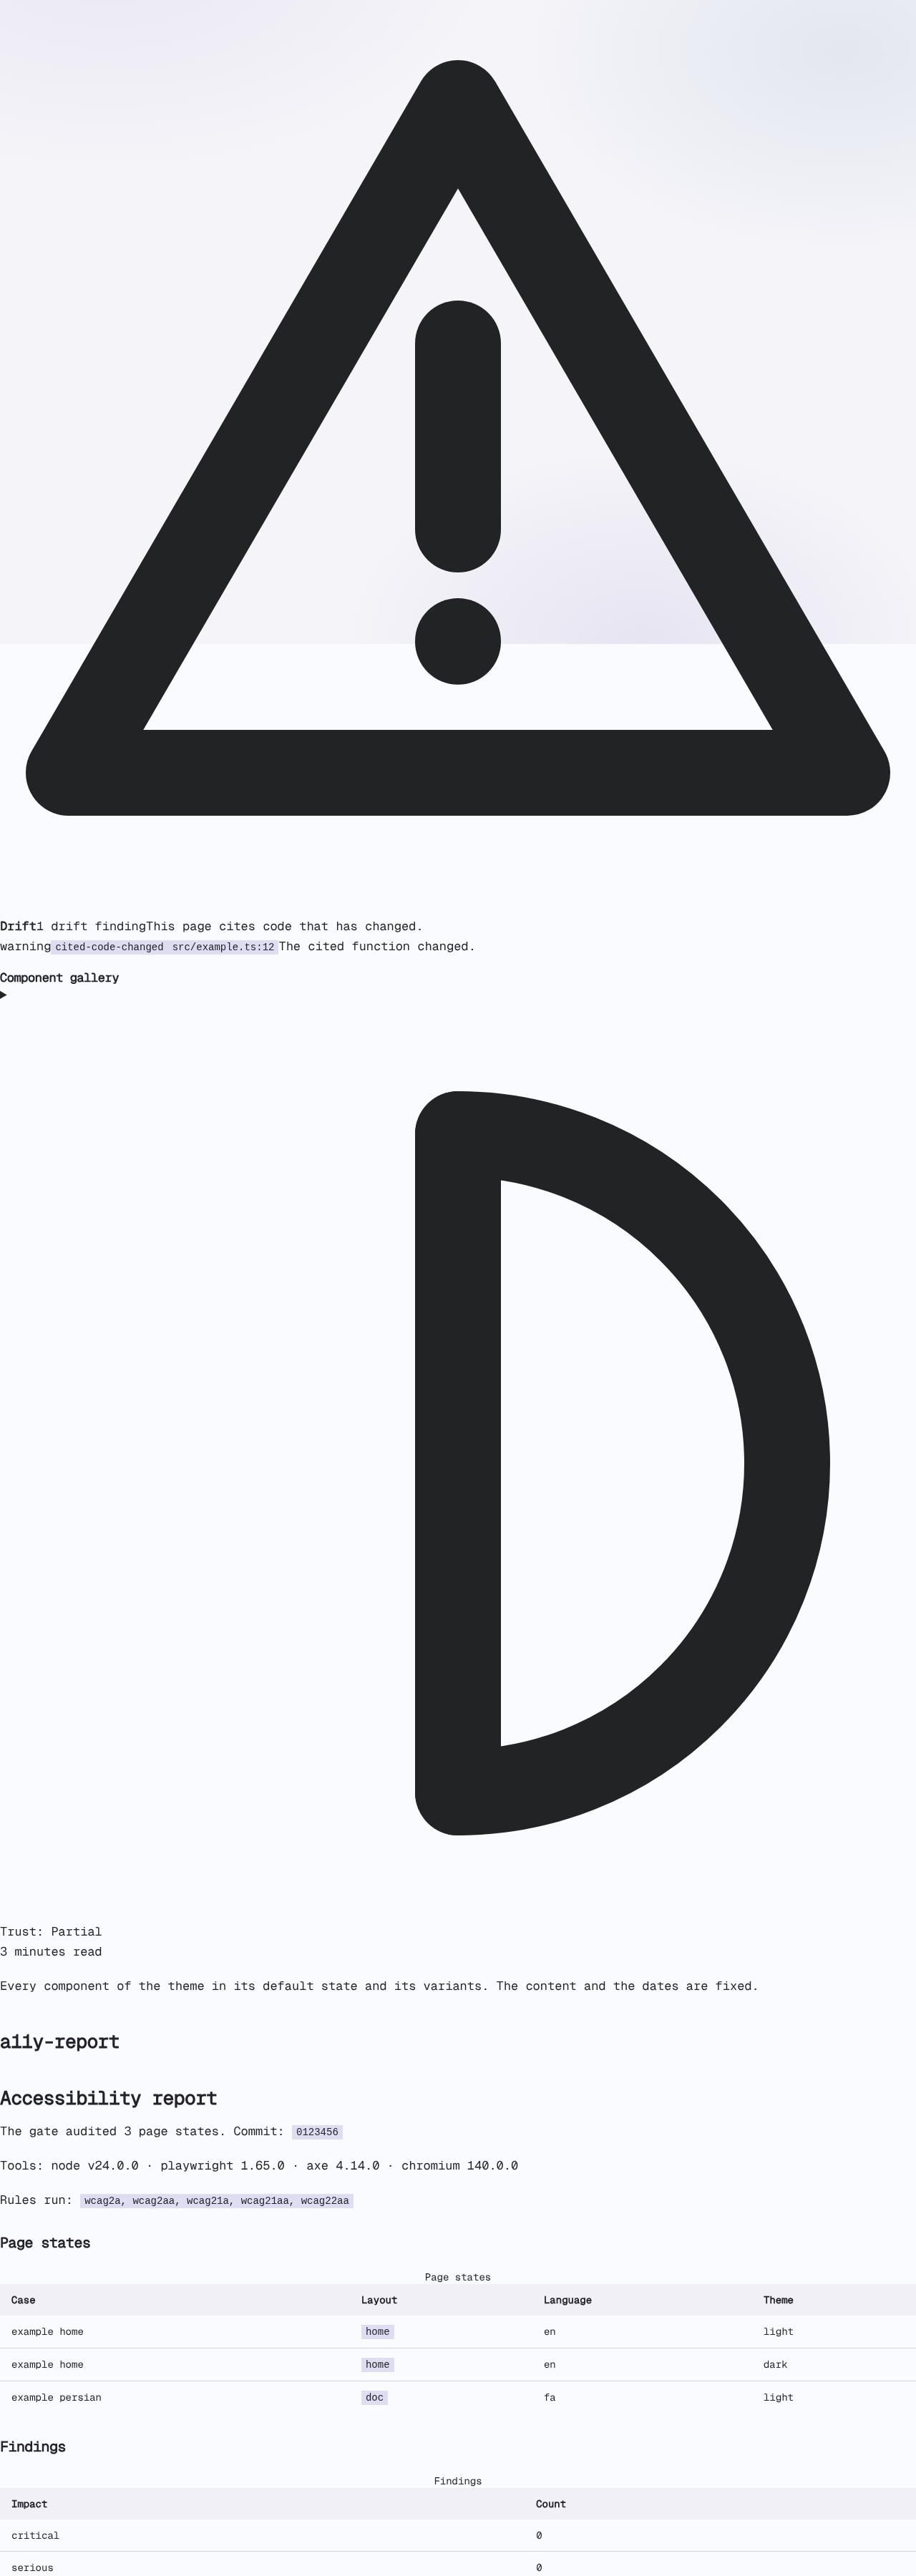 Drift1 drift findingThis page cites code that has changed.
warning cited-code-changed src/example.ts:12 The cited function changed.
Component gallery
Trust: Partial
3 minutes read
Every component of the theme in its default state and its variants. The content and the dates are fixed.
a11y-report
Accessibility report
The gate audited 3 page states. Commit: 0123456
Tools: node v24.0.0 · playwright 1.65.0 · axe 4.14.0 · chromium 140.0.0
Rules run: wcag2a, wcag2aa, wcag21a, wcag21aa, wcag22aa
Page states
Page states
Case Layout Language Theme
example home home en light
example home home en dark
example persian doc fa light
Findings
Findings
Impact Count
critical 0
serious 0